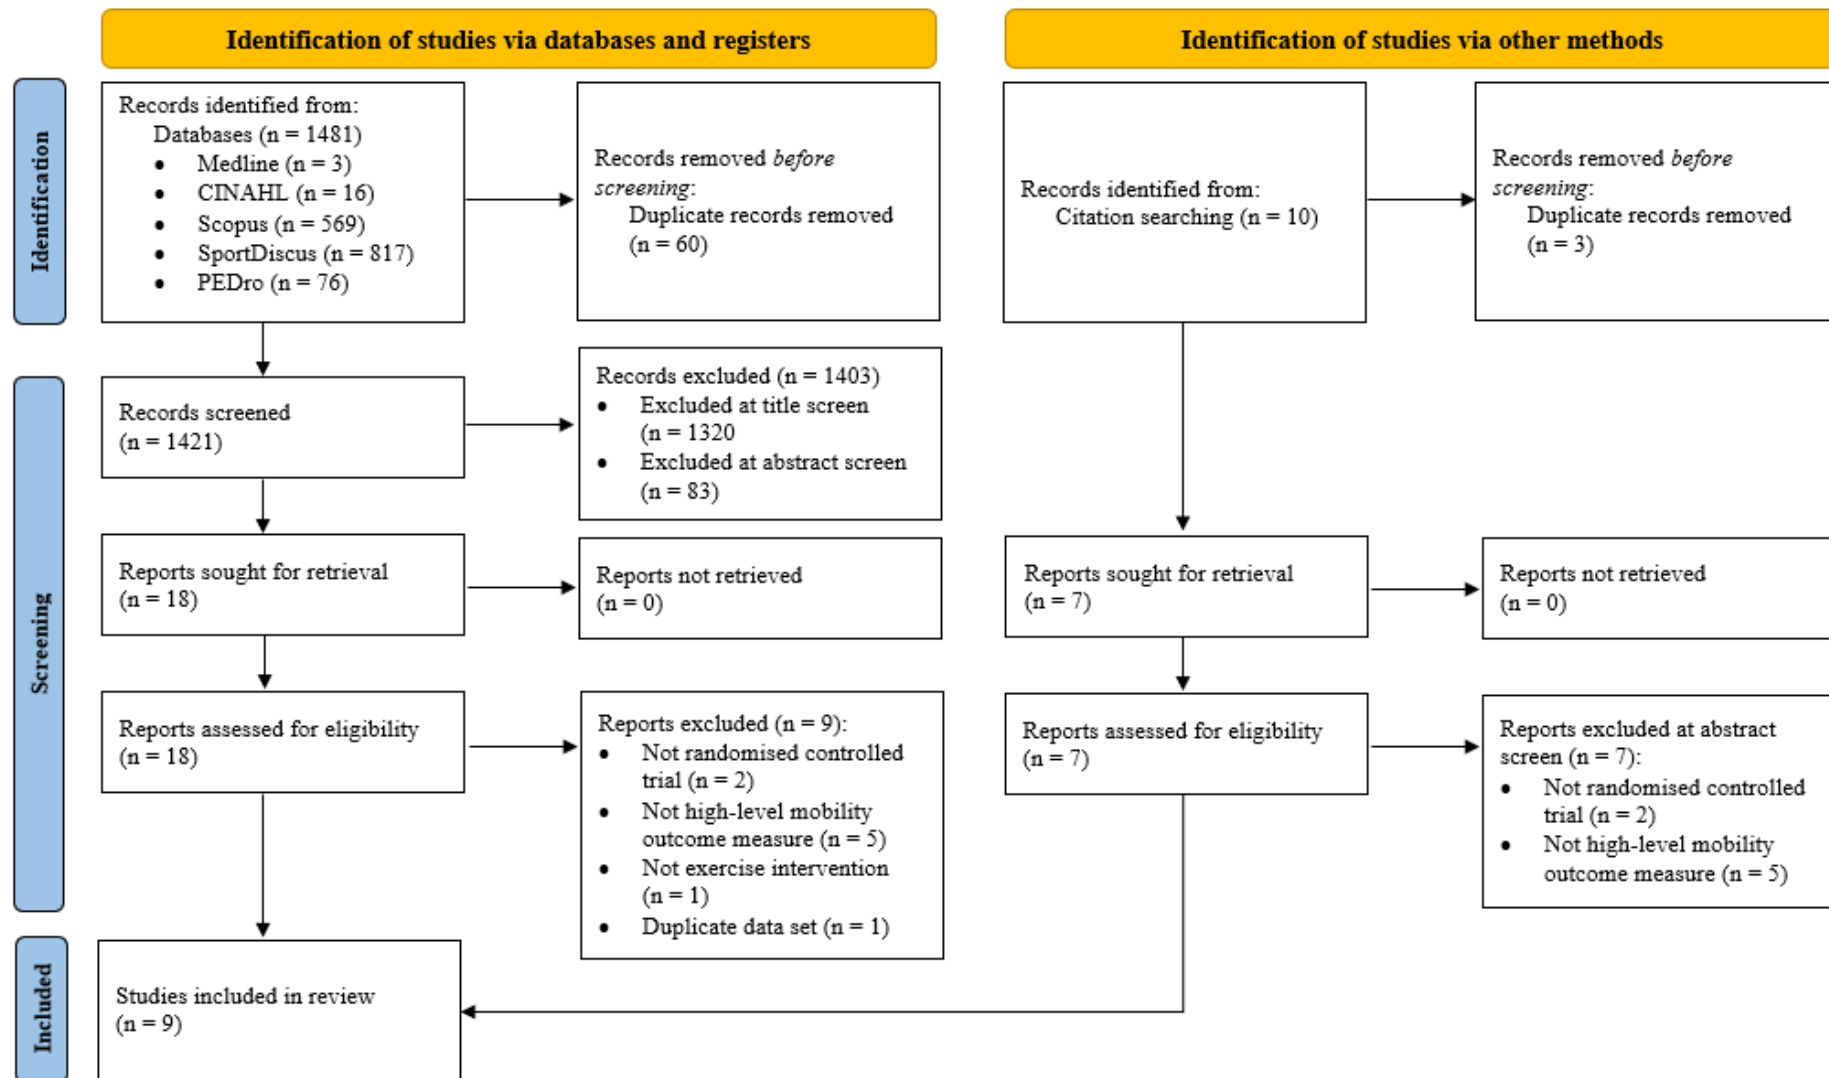 Identification of studies via databases and registers
Identification of studies via other methods
Identification
Records identified from:
Databases (n = 1481)
• Medline (n = 3)
• CINAHL (n = 16)
• Scopus (n = 569)
• SportDiscus (n = 817)
• PEDro (n = 76)
Records removed before
screening:
Duplicate records removed
(n = 60)
Records identified from:
Citation searching (n = 10)
Records removed before
screening:
Duplicate records removed
(n = 3)
Screening
Records screened
(n = 1421)
Records excluded (n = 1403)
• Excluded at title screen
(n = 1320
• Excluded at abstract screen
(n = 83)
Reports sought for retrieval
(n = 18)
Reports not retrieved
(n = 0)
Reports sought for retrieval
(n = 7)
Reports not retrieved
(n = 0)
Reports assessed for eligibility
(n = 18)
Reports excluded (n = 9):
• Not randomised controlled
trial (n = 2)
• Not high-level mobility
outcome measure (n = 5)
• Not exercise intervention
(n = 1)
• Duplicate data set (n = 1)
Reports assessed for eligibility
(n = 7)
Reports excluded at abstract
screen (n = 7):
• Not randomised controlled
trial (n = 2)
• Not high-level mobility
outcome measure (n = 5)
Included
Studies included in review
(n = 9)